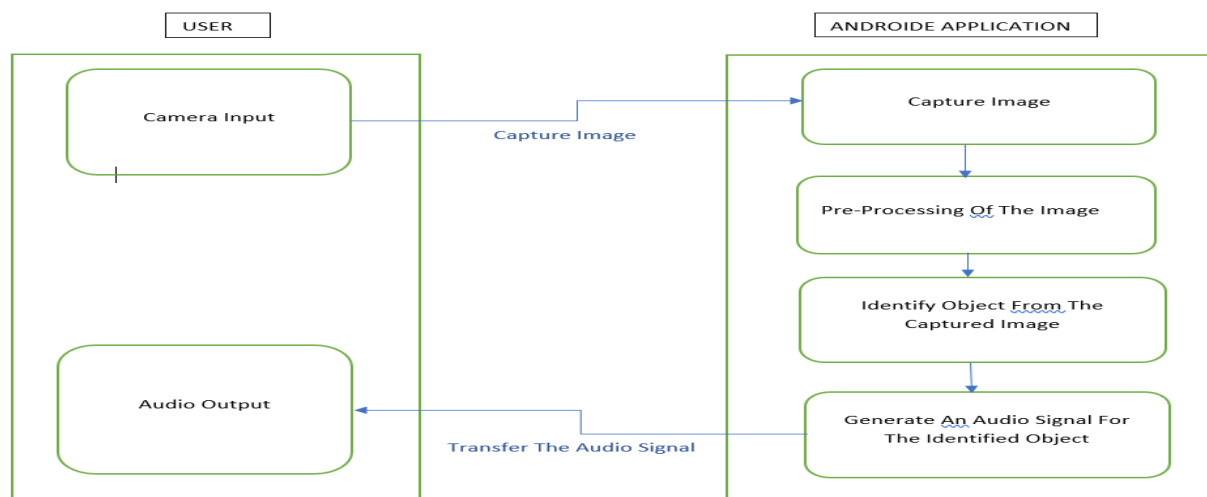 USER
ANDROIDE APPLICATION
Camera Input
Capture Image
Capture Image
Pre-Processing Of The Image
Identify Object From The
Captured Image
Audio Output
Transfer The Audio Signal
Generate An Audio Signal For
The Identified Object